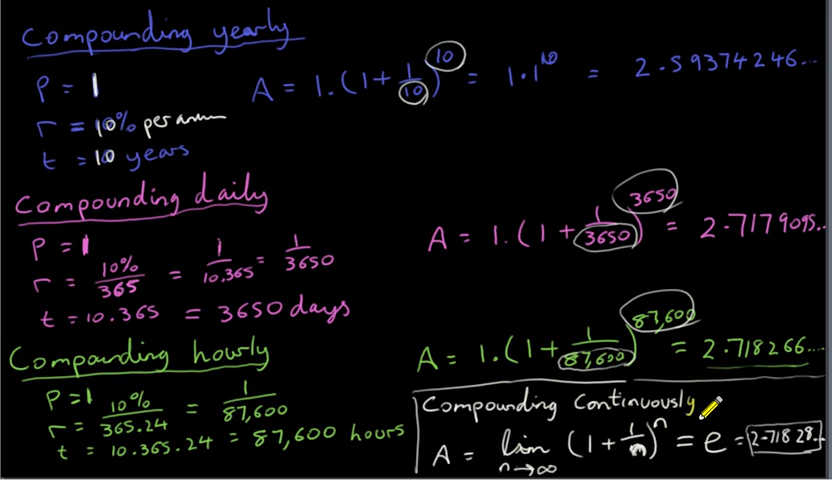 Compounding yearly
P = 1
A = 1.(1 + 1/10)^10 = 1.1^10 = 2.59374246...
r = 10% per annum
t = 10 years
Compounding daily
P = 1
r = 10%/365 = 1/10.365 = 1/3650
A = 1.(1 + 1/3650)^3650 = 2.7179095...
t = 10.365 = 3650 days
Compounding hourly
P = 1
r = 10%/365.24 = 1/87,600
A = 1.(1 + 1/87,600)^87,600 = 2.718266...
t = 10.365.24 = 87,600 hours
Compounding Continuously
A = lim n→∞ (1 + 1/n)^n = e = 2.71828...